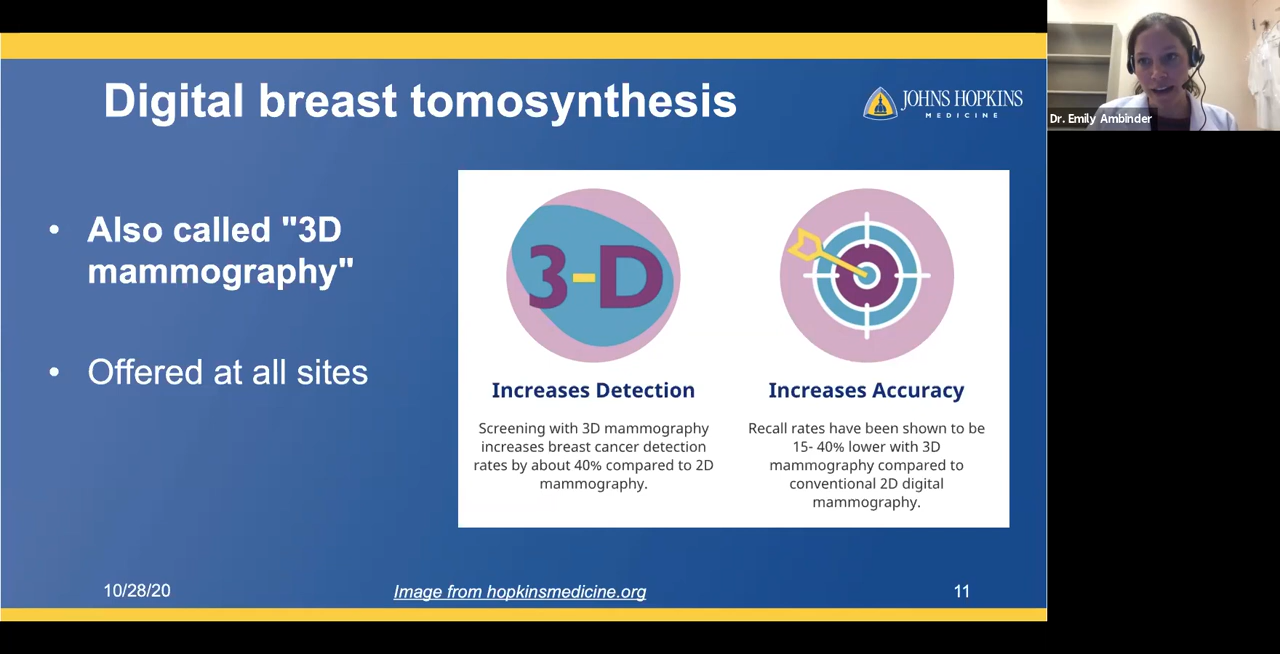 Digital breast tomosynthesis
JOHNS HOPKINS
MEDICINE
Dr. Emily Ambinder
• Also called "3D
mammography"
• Offered at all sites
3-D
Increases Detection
Screening with 3D mammography
increases breast cancer detection
rates by about 40% compared to 2D
mammography.
Increases Accuracy
Recall rates have been shown to be
15- 40% lower with 3D
mammography compared to
conventional 2D digital
mammography.
10/28/20
Image from hopkinsmedicine.org
11